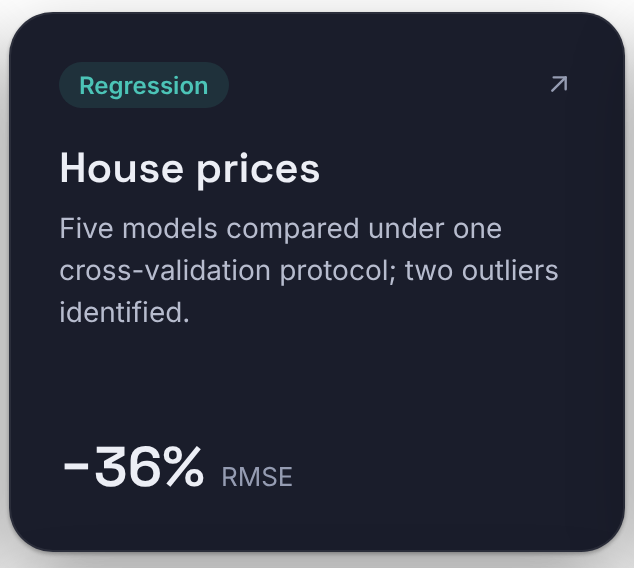 Regression
House prices
Five models compared under one
cross-validation protocol; two outliers
identified.
−36% RMSE